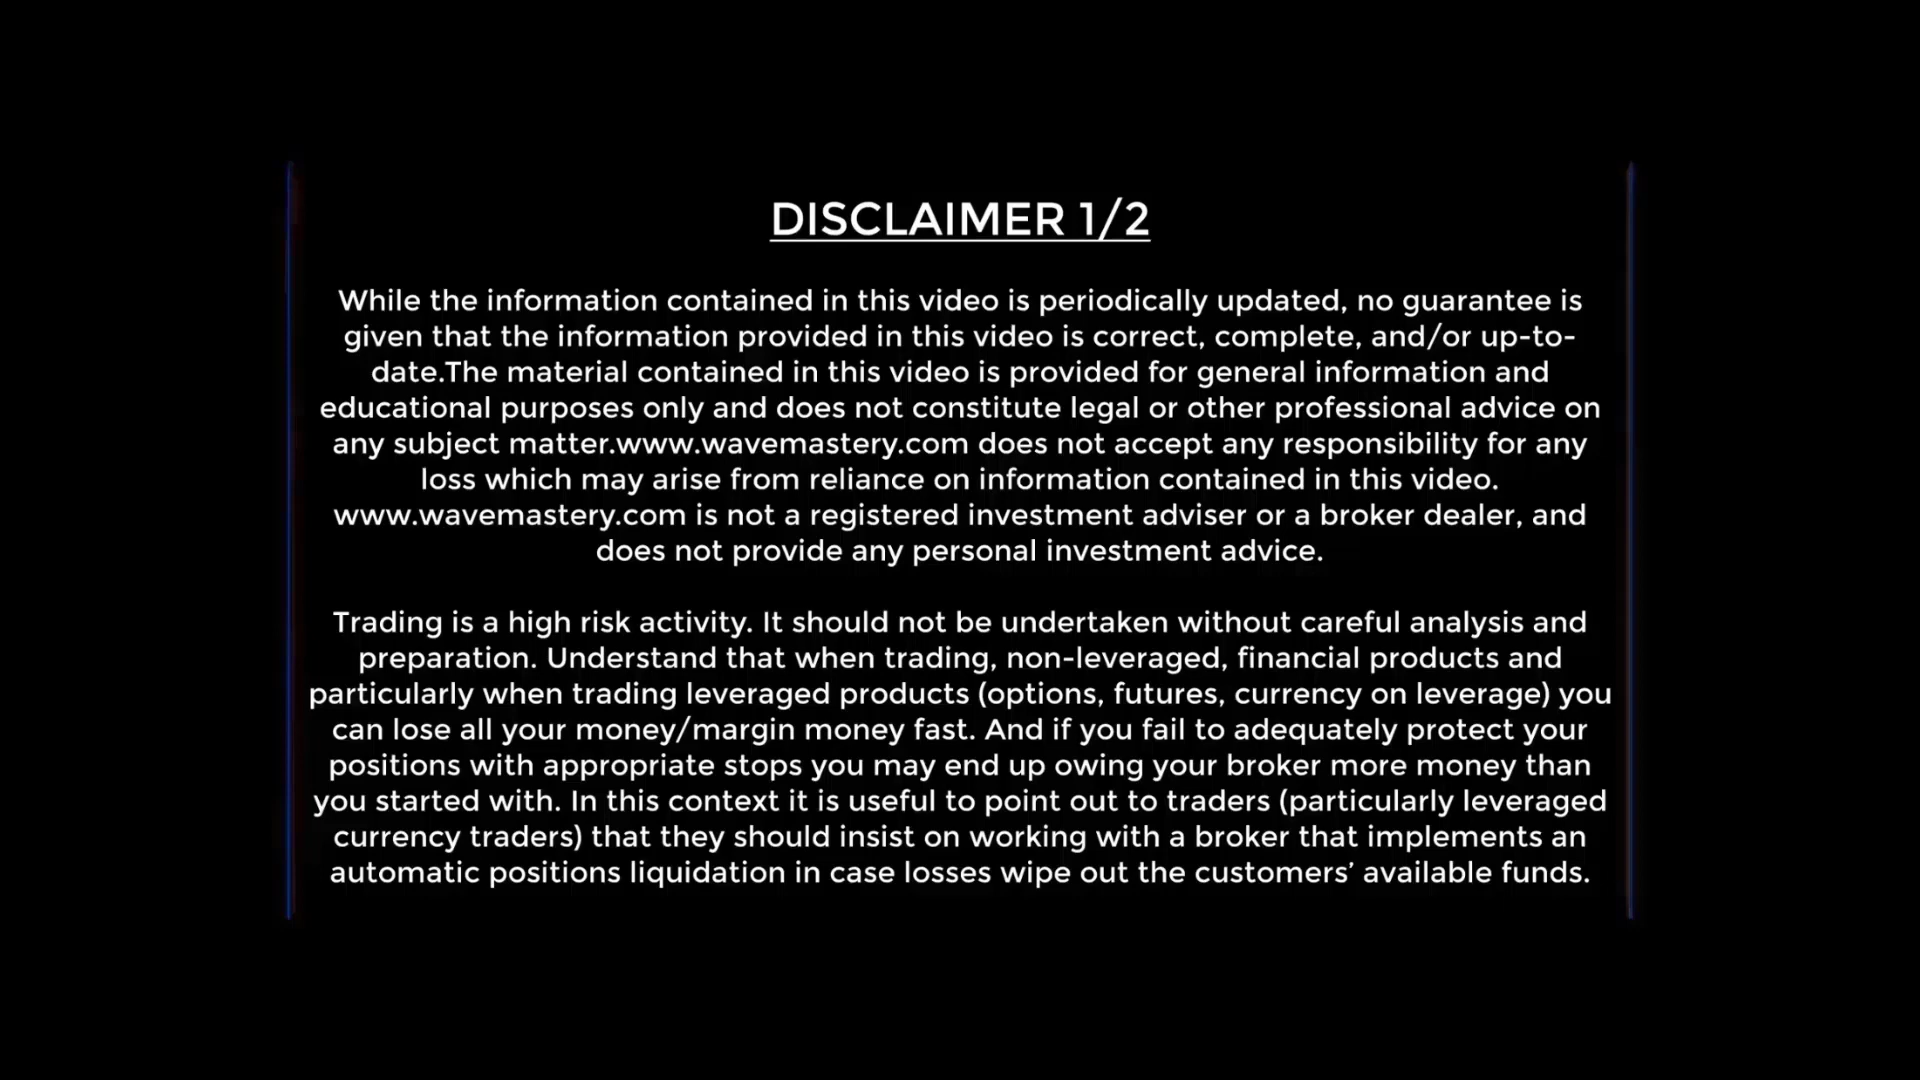 DISCLAIMER 1/2
While the information contained in this video is periodically updated, no guarantee is
given that the information provided in this video is correct, complete, and/or up-to-
date.The material contained in this video is provided for general information and
educational purposes only and does not constitute legal or other professional advice on
any subject matter.www.wavemastery.com does not accept any responsibility for any
loss which may arise from reliance on information contained in this video.
www.wavemastery.com is not a registered investment adviser or a broker dealer, and
does not provide any personal investment advice.
Trading is a high risk activity. It should not be undertaken without careful analysis and
preparation. Understand that when trading, non-leveraged, financial products and
particularly when trading leveraged products (options, futures, currency on leverage) you
can lose all your money/margin money fast. And if you fail to adequately protect your
positions with appropriate stops you may end up owing your broker more money than
you started with. In this context it is useful to point out to traders (particularly leveraged
currency traders) that they should insist on working with a broker that implements an
automatic positions liquidation in case losses wipe out the customers’ available funds.